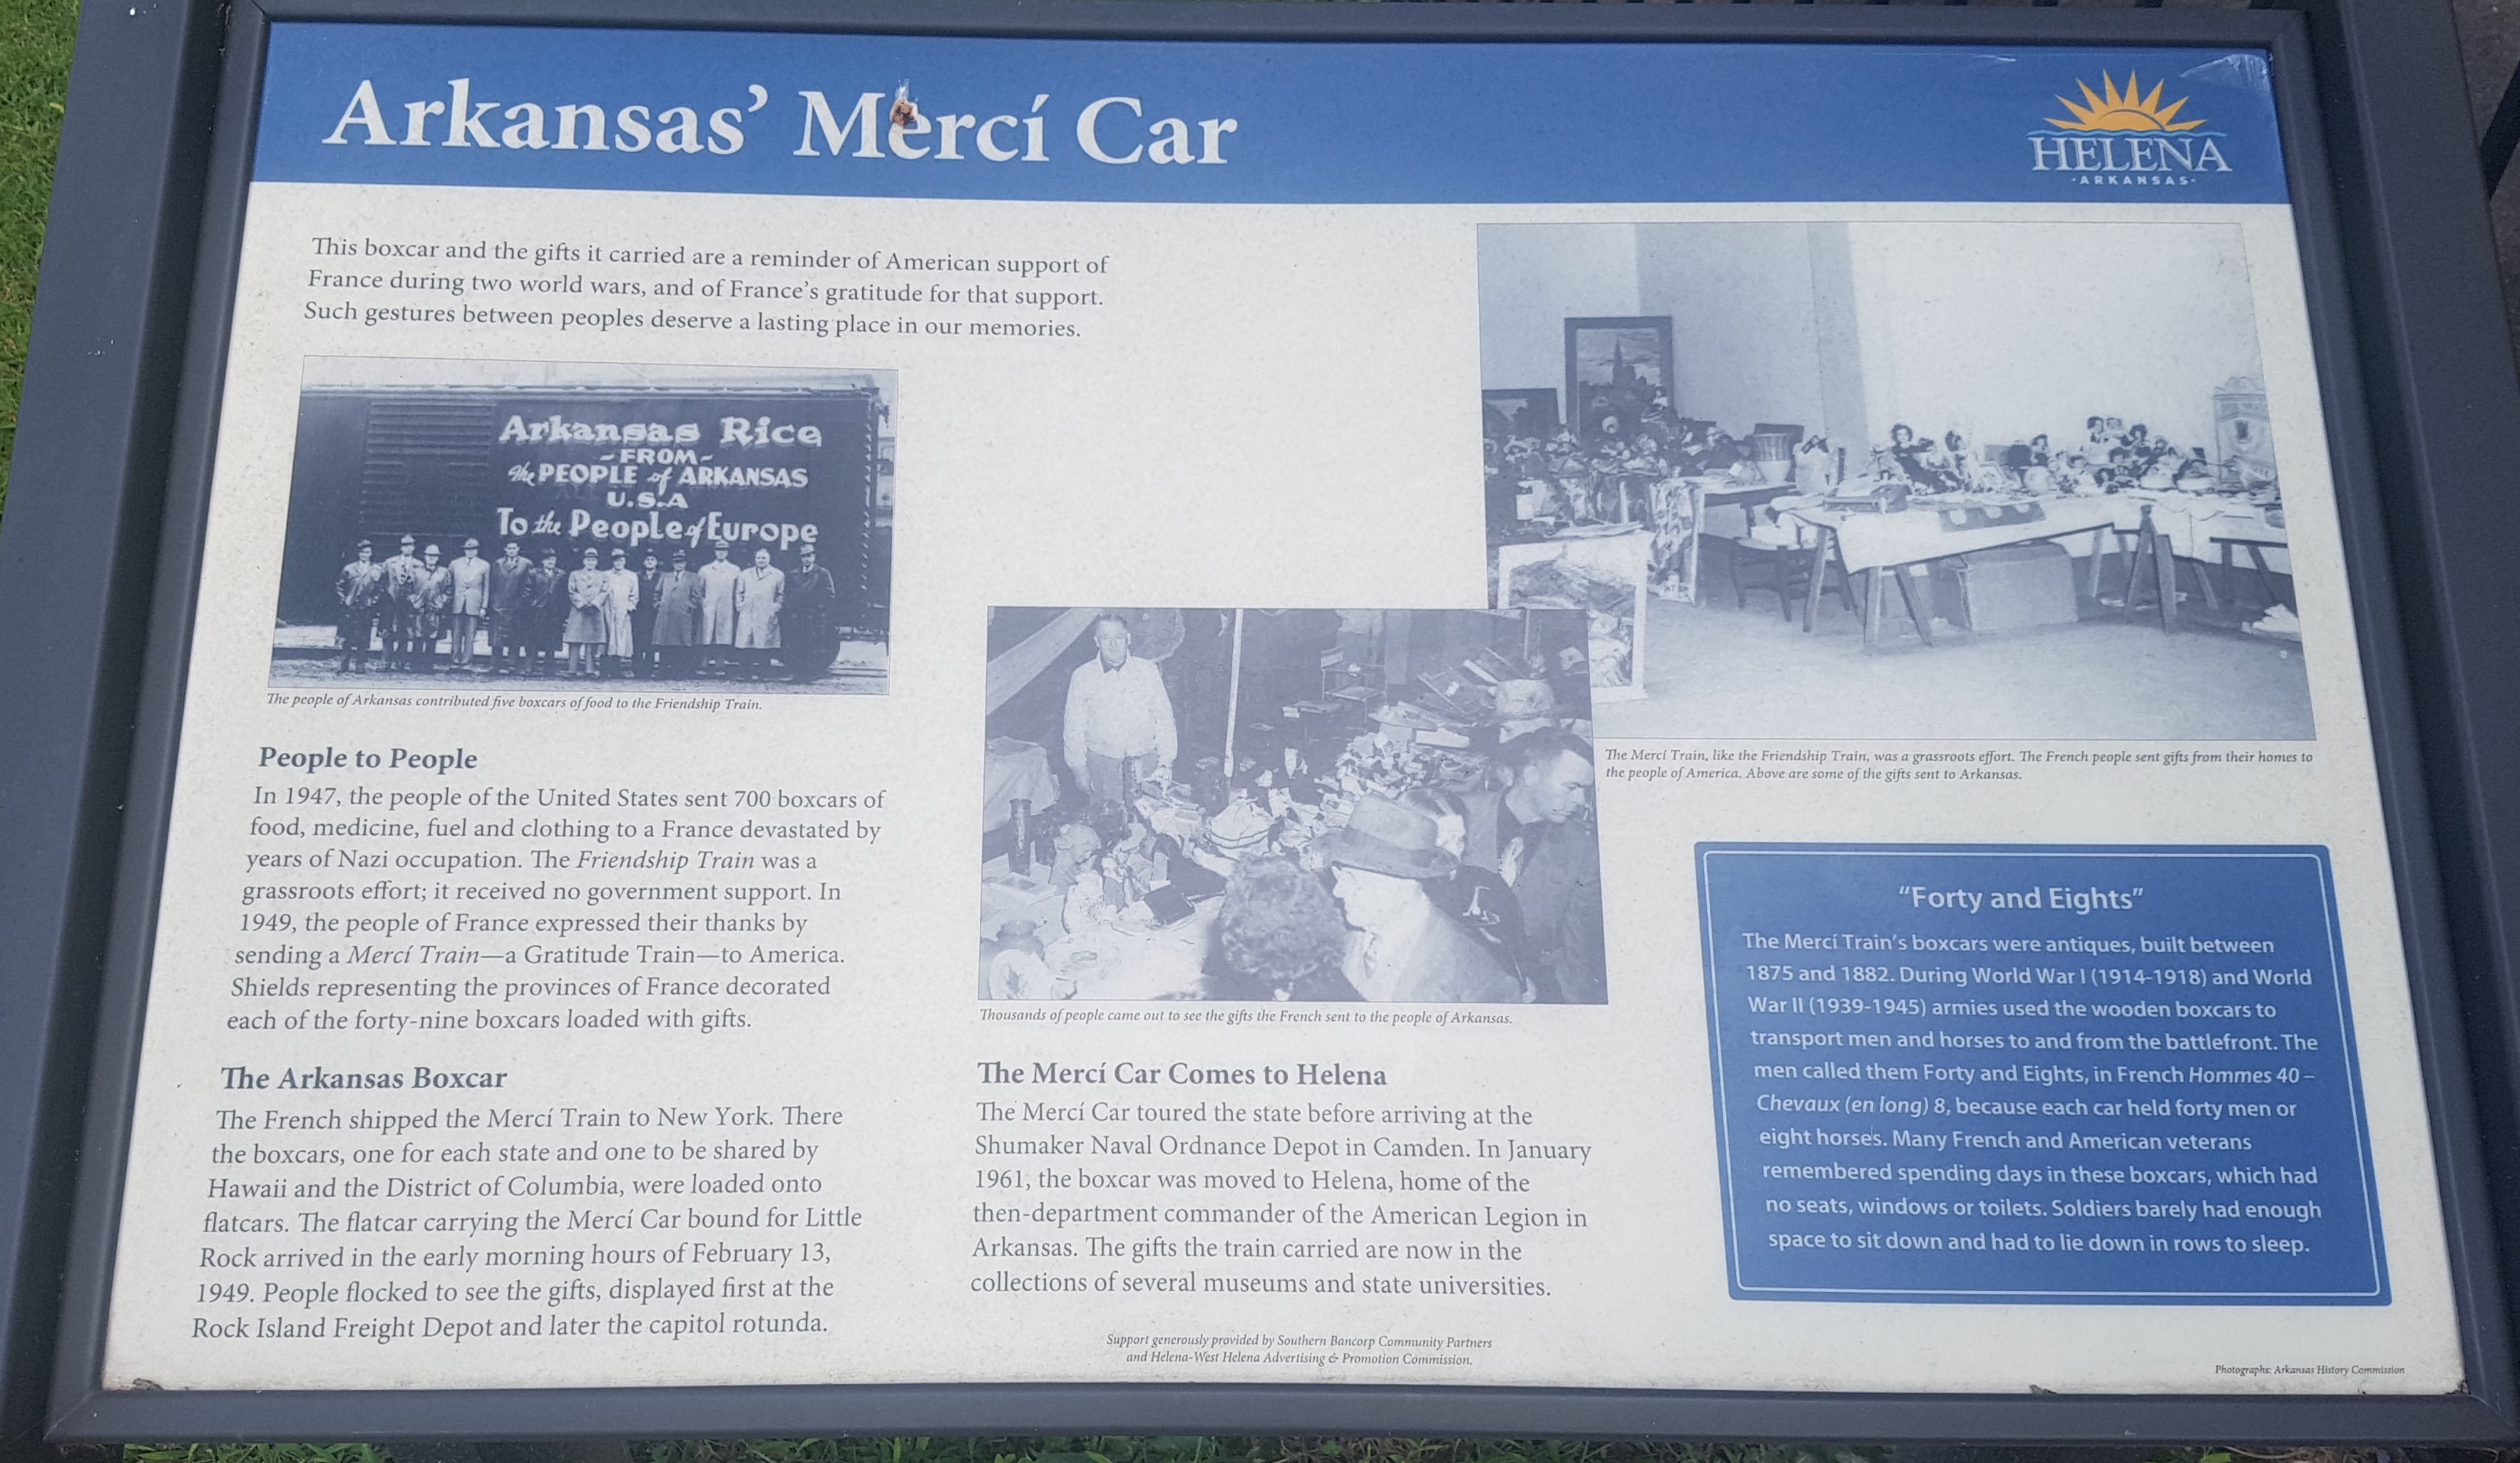 Arkansas’ Mercí Car
HELENA
·ARKANSAS·
This boxcar and the gifts it carried are a reminder of American support of
France during two world wars, and of France’s gratitude for that support.
Such gestures between peoples deserve a lasting place in our memories.
Arkansas Rice
-FROM-
The PEOPLE of ARKANSAS
U.S.A
To the People of Europe
The people of Arkansas contributed five boxcars of food to the Friendship Train.
People to People
In 1947, the people of the United States sent 700 boxcars of
food, medicine, fuel and clothing to a France devastated by
years of Nazi occupation. The Friendship Train was a
grassroots effort; it received no government support. In
1949, the people of France expressed their thanks by
sending a Mercí Train—a Gratitude Train—to America.
Shields representing the provinces of France decorated
each of the forty-nine boxcars loaded with gifts.
The Arkansas Boxcar
The French shipped the Mercí Train to New York. There
the boxcars, one for each state and one to be shared by
Hawaii and the District of Columbia, were loaded onto
flatcars. The flatcar carrying the Mercí Car bound for Little
Rock arrived in the early morning hours of February 13,
1949. People flocked to see the gifts, displayed first at the
Rock Island Freight Depot and later the capitol rotunda.
Thousands of people came out to see the gifts the French sent to the people of Arkansas.
The Mercí Car Comes to Helena
The Mercí Car toured the state before arriving at the
Shumaker Naval Ordnance Depot in Camden. In January
1961, the boxcar was moved to Helena, home of the
then-department commander of the American Legion in
Arkansas. The gifts the train carried are now in the
collections of several museums and state universities.
Support generously provided by Southern Bancorp Community Partners
and Helena-West Helena Advertising & Promotion Commission.
The Mercí Train, like the Friendship Train, was a grassroots effort. The French people sent gifts from their homes to
the people of America. Above are some of the gifts sent to Arkansas.
“Forty and Eights”
The Mercí Train’s boxcars were antiques, built between
1875 and 1882. During World War I (1914-1918) and World
War II (1939-1945) armies used the wooden boxcars to
transport men and horses to and from the battlefront. The
men called them Forty and Eights, in French Hommes 40 –
Chevaux (en long) 8, because each car held forty men or
eight horses. Many French and American veterans
remembered spending days in these boxcars, which had
no seats, windows or toilets. Soldiers barely had enough
space to sit down and had to lie down in rows to sleep.
Photographs: Arkansas History Commission